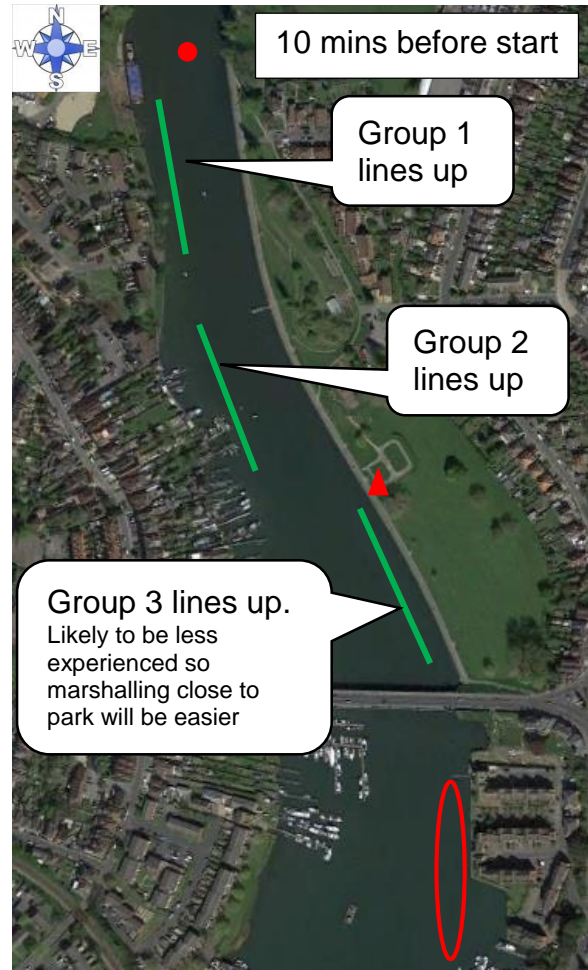 N
W E
S
10 mins before start
Group 1
lines up
Group 2
lines up
Group 3 lines up.
Likely to be less
experienced so
marshalling close to
park will be easier